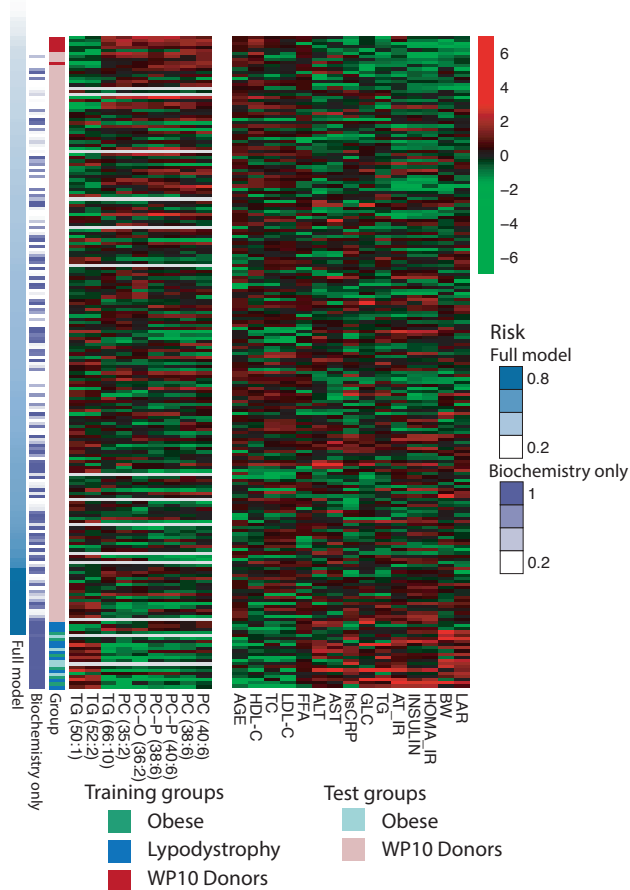 6
4
2
0
−2
−4
−6
Risk
Full model
0.8
0.2
Biochemistry only
1
0.2
Full model
Biochemistry only
Group
TG (50:1)
TG (52:2)
TG (66:10)
PC (35:2)
PC−O (36:2)
PC−P (38:6)
PC−P (40:6)
PC (38:6)
PC (40:6)
AGE
HDL-C
TC
LDL-C
FFA
ALT
AST
hsCRP
GLC
TG
AT_IR
INSULIN
HOMA_IR
BW
LAR
Training groups
Obese
Lypodystrophy
WP10 Donors
Test groups
Obese
WP10 Donors